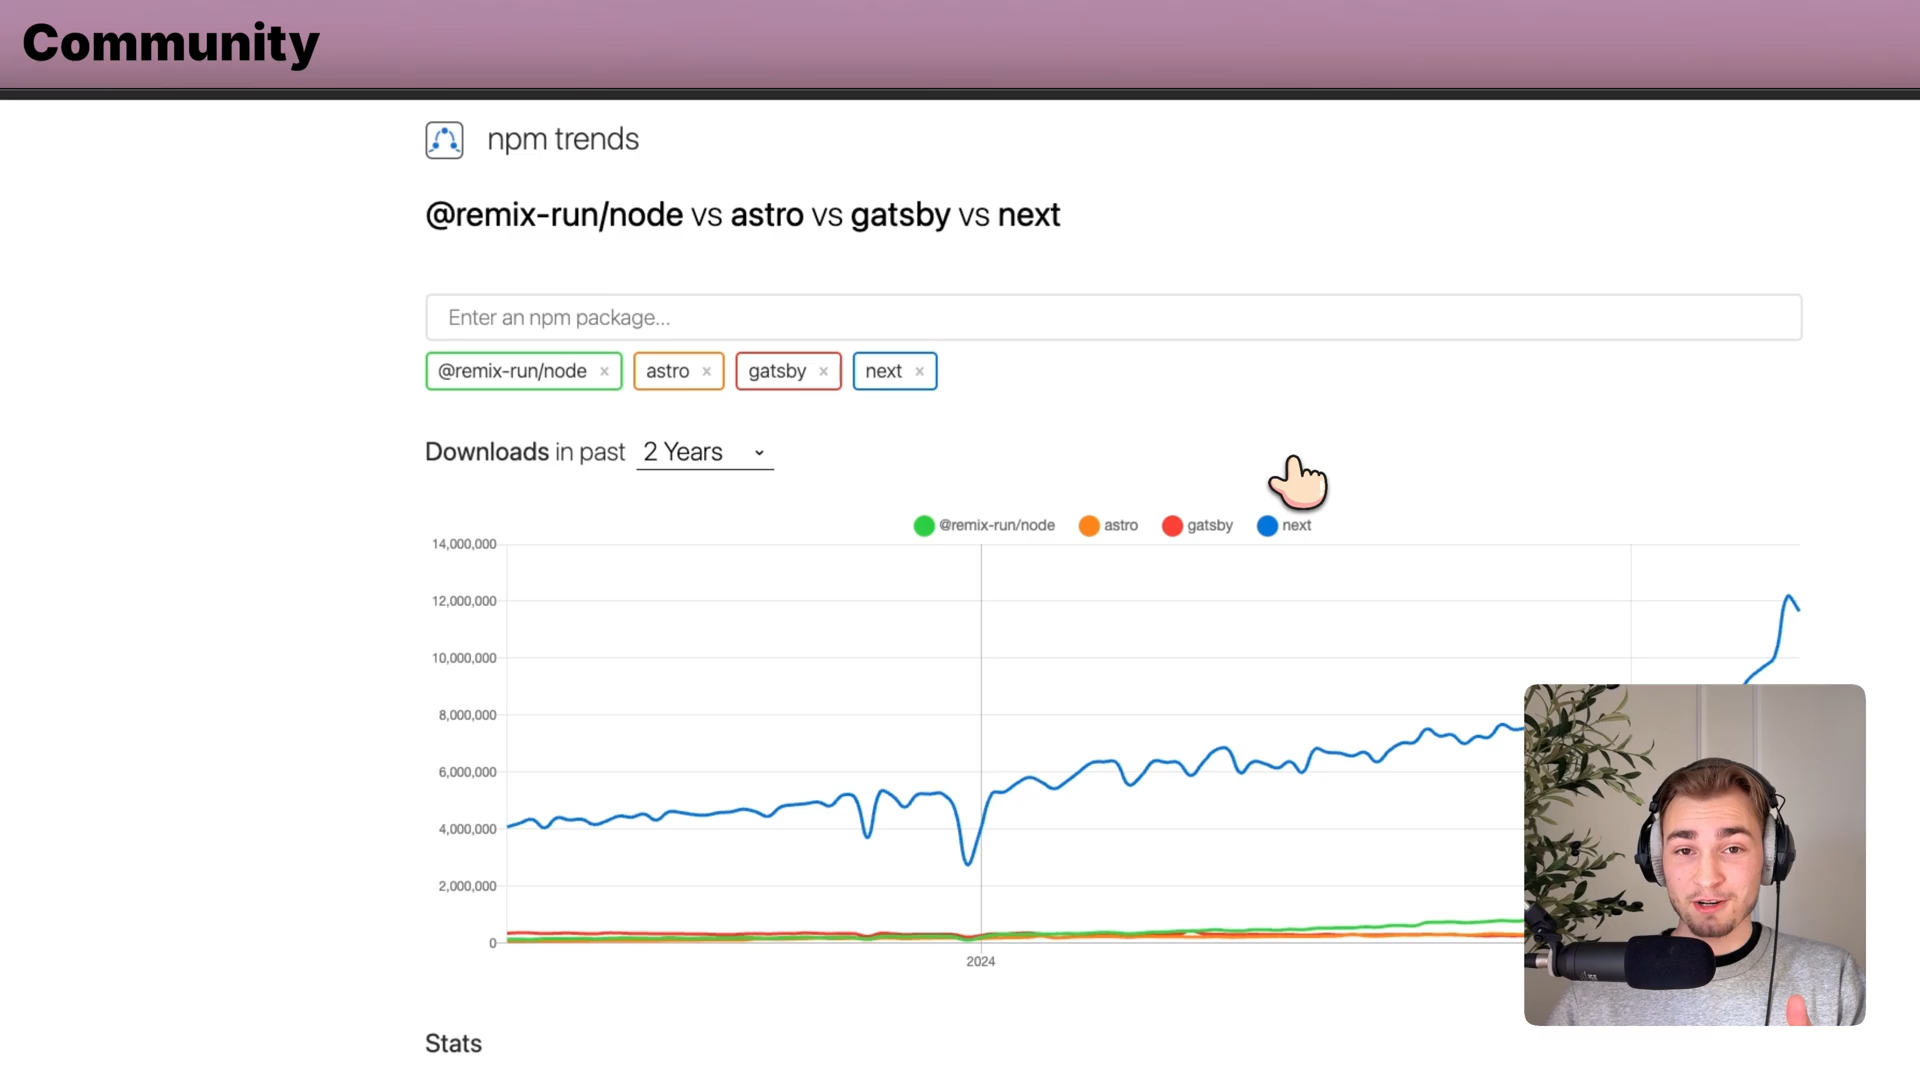 Community
npm trends
@remix-run/node vs astro vs gatsby vs next
Enter an npm package...
@remix-run/node × astro × gatsby × next ×
Downloads in past 2 Years
@remix-run/node astro gatsby next
14,000,000
12,000,000
10,000,000
8,000,000
6,000,000
4,000,000
2,000,000
0
2024
Stats